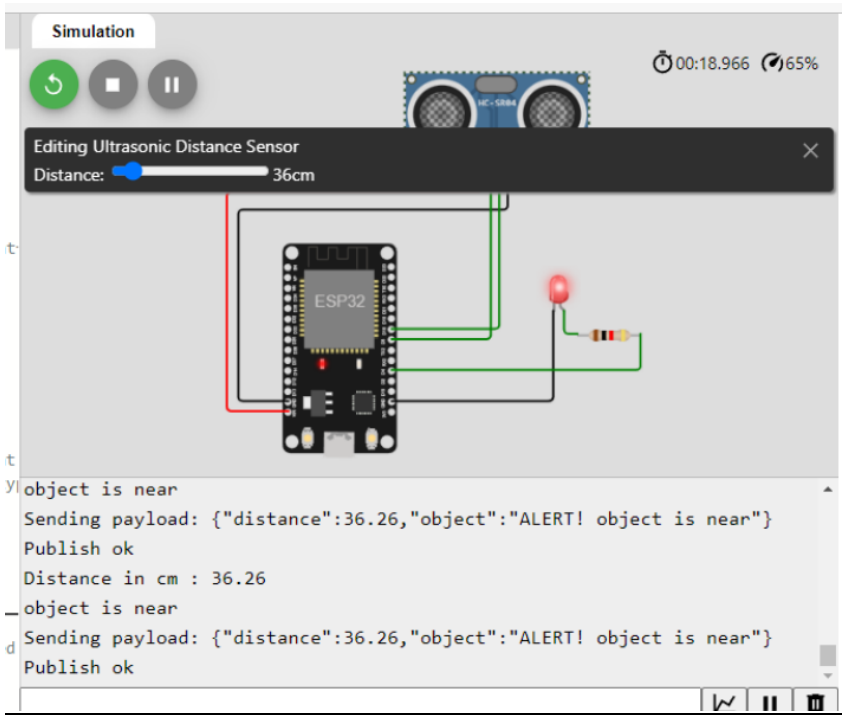 Simulation
00:18.966 65%
HC-SR04
Editing Ultrasonic Distance Sensor
Distance: 36cm
ESP32
object is near
Sending payload: {"distance":36.26,"object":"ALERT! object is near"}
Publish ok
Distance in cm : 36.26
object is near
Sending payload: {"distance":36.26,"object":"ALERT! object is near"}
Publish ok